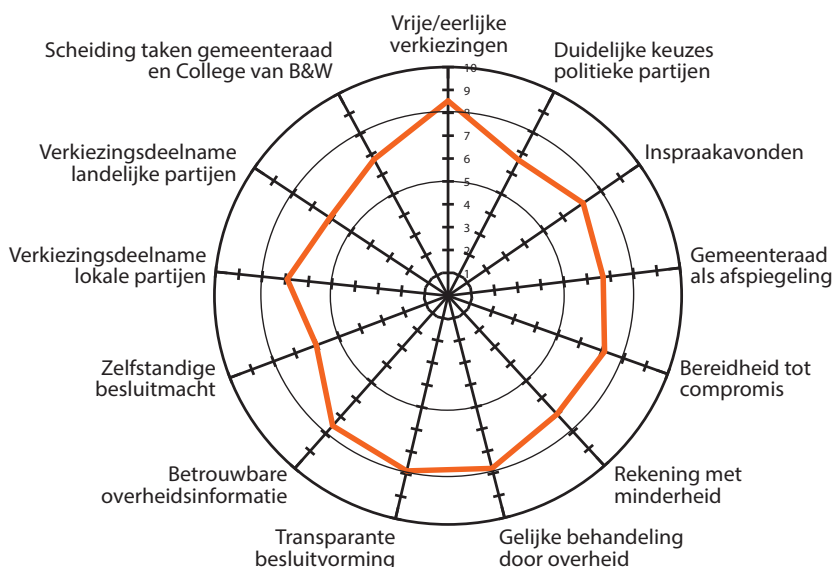 Vrije/eerlijke
verkiezingen
Duidelijke keuzes
politieke partijen
Inspraakavonden
Gemeenteraad
als afspiegeling
Bereidheid tot
compromis
Rekening met
minderheid
Gelijke behandeling
door overheid
Transparante
besluitvorming
Betrouwbare
overheidsinformatie
Zelfstandige
besluitmacht
Verkiezingsdeelname
lokale partijen
Verkiezingsdeelname
landelijke partijen
Scheiding taken gemeenteraad
en College van B&W
10
9
8
7
6
5
4
3
2
1